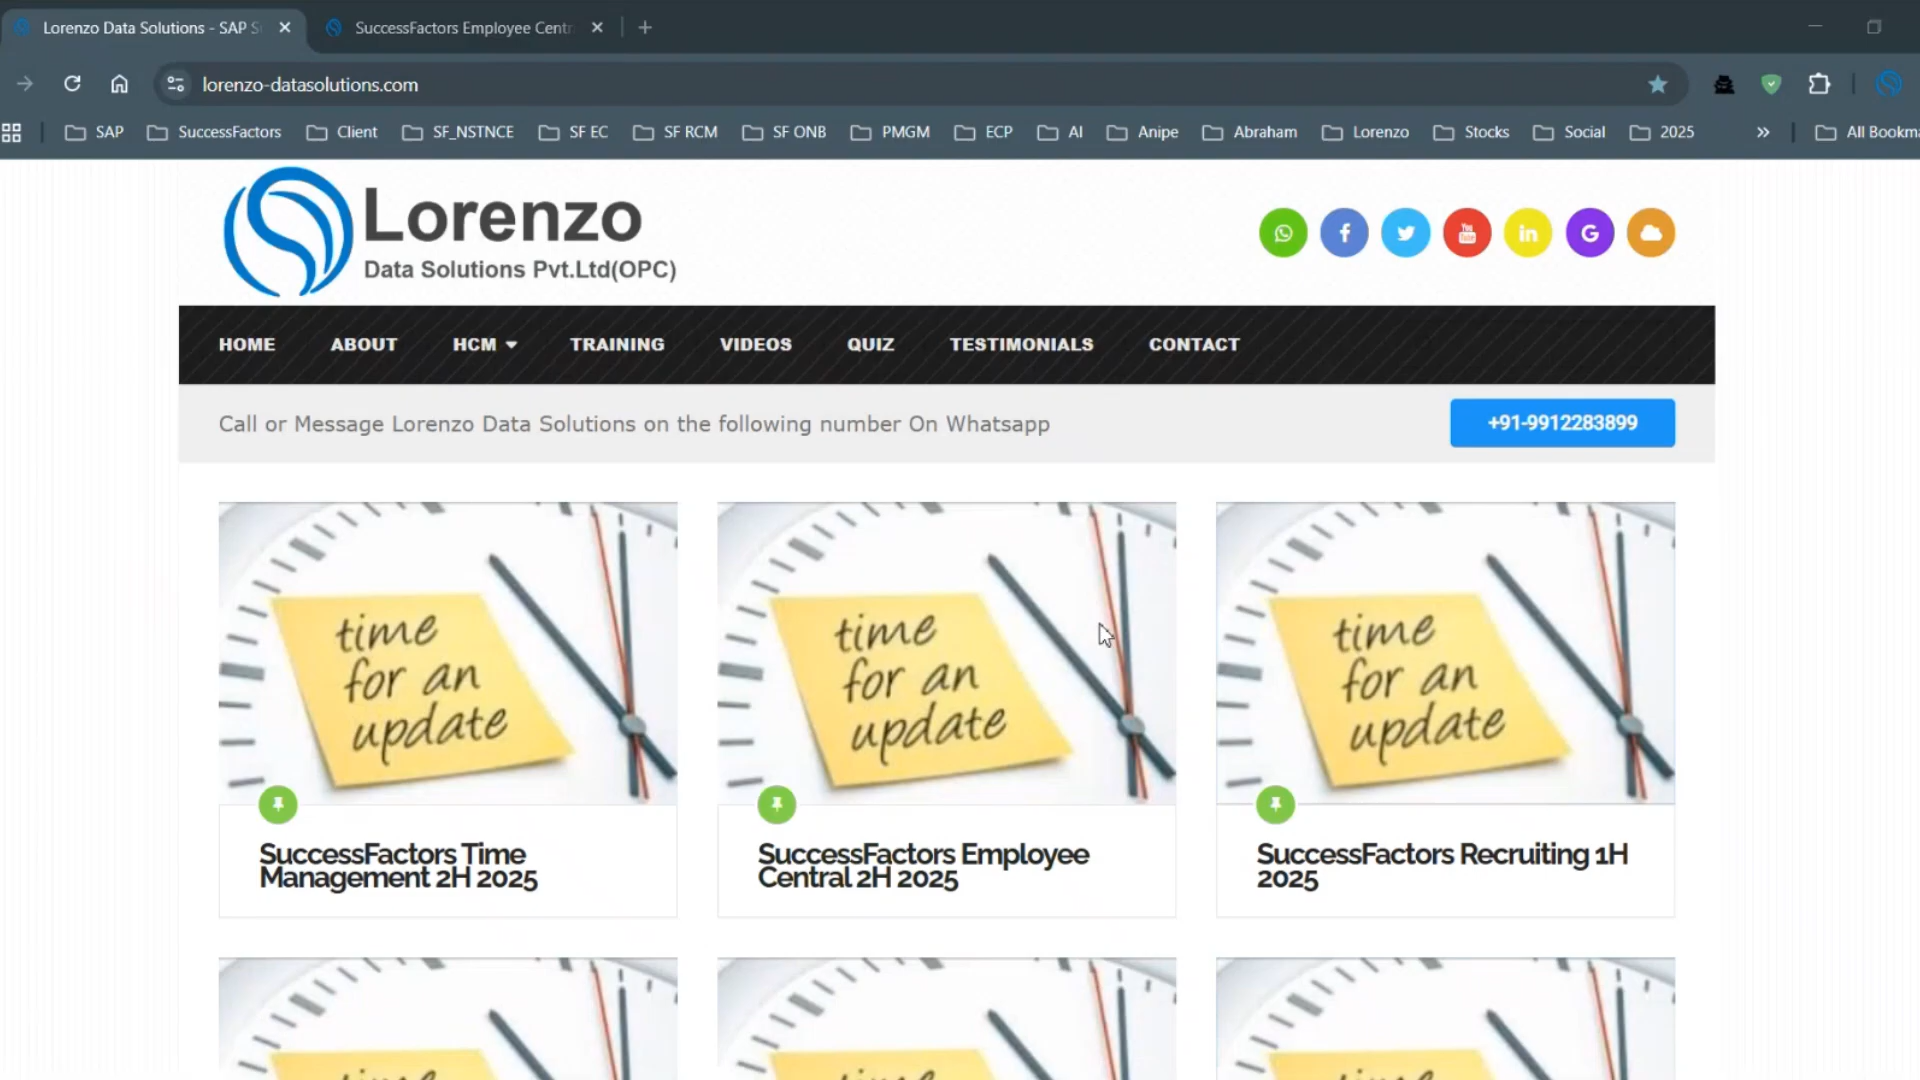 Lorenzo Data Solutions - SAP S
SuccessFactors Employee Centr
lorenzo-datasolutions.com
SAP SuccessFactors Client SF_NSTNCE SF EC SF RCM SF ONB PMGM ECP AI Anipe Abraham Lorenzo Stocks Social 2025 » All Bookma
Lorenzo
Data Solutions Pvt.Ltd(OPC)
HOME ABOUT HCM TRAINING VIDEOS QUIZ TESTIMONIALS CONTACT
Call or Message Lorenzo Data Solutions on the following number On Whatsapp
+91-9912283899
time
for an
update
time
for an
update
time
for an
update
SuccessFactors Time
Management 2H 2025
SuccessFactors Employee
Central 2H 2025
SuccessFactors Recruiting 1H
2025
time
time
time